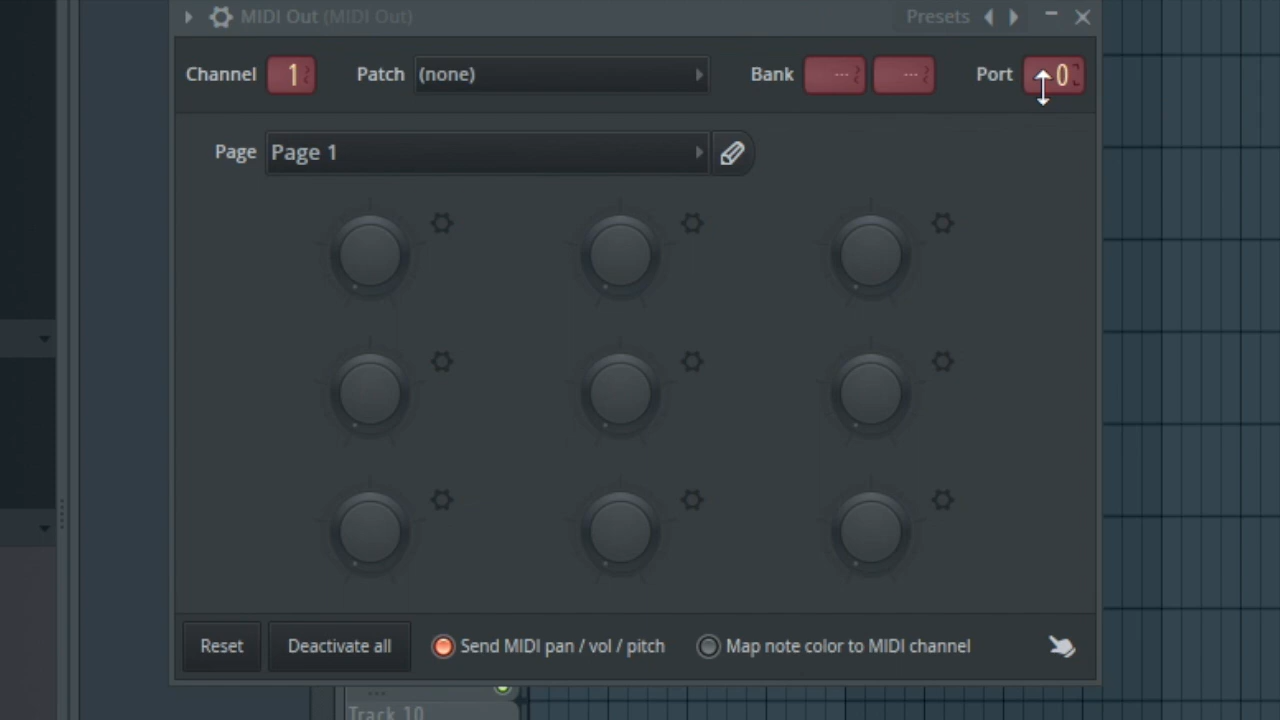 MIDI Out (MIDI Out) Presets
Channel 1 Patch (none) Bank --- --- Port 0
Page Page 1
Reset Deactivate all Send MIDI pan / vol / pitch Map note color to MIDI channel
Track 10